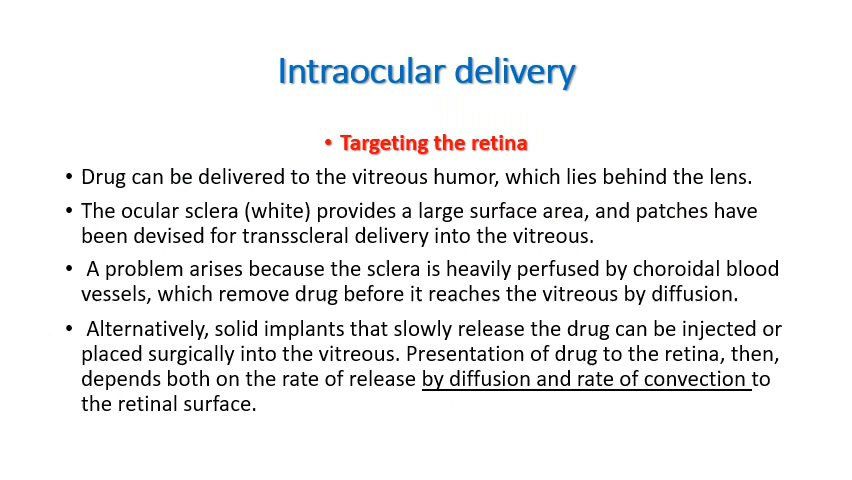 Intraocular delivery
• Targeting the retina
• Drug can be delivered to the vitreous humor, which lies behind the lens.
• The ocular sclera (white) provides a large surface area, and patches have
been devised for transscleral delivery into the vitreous.
• A problem arises because the sclera is heavily perfused by choroidal blood
vessels, which remove drug before it reaches the vitreous by diffusion.
• Alternatively, solid implants that slowly release the drug can be injected or
placed surgically into the vitreous. Presentation of drug to the retina, then,
depends both on the rate of release by diffusion and rate of convection to
the retinal surface.